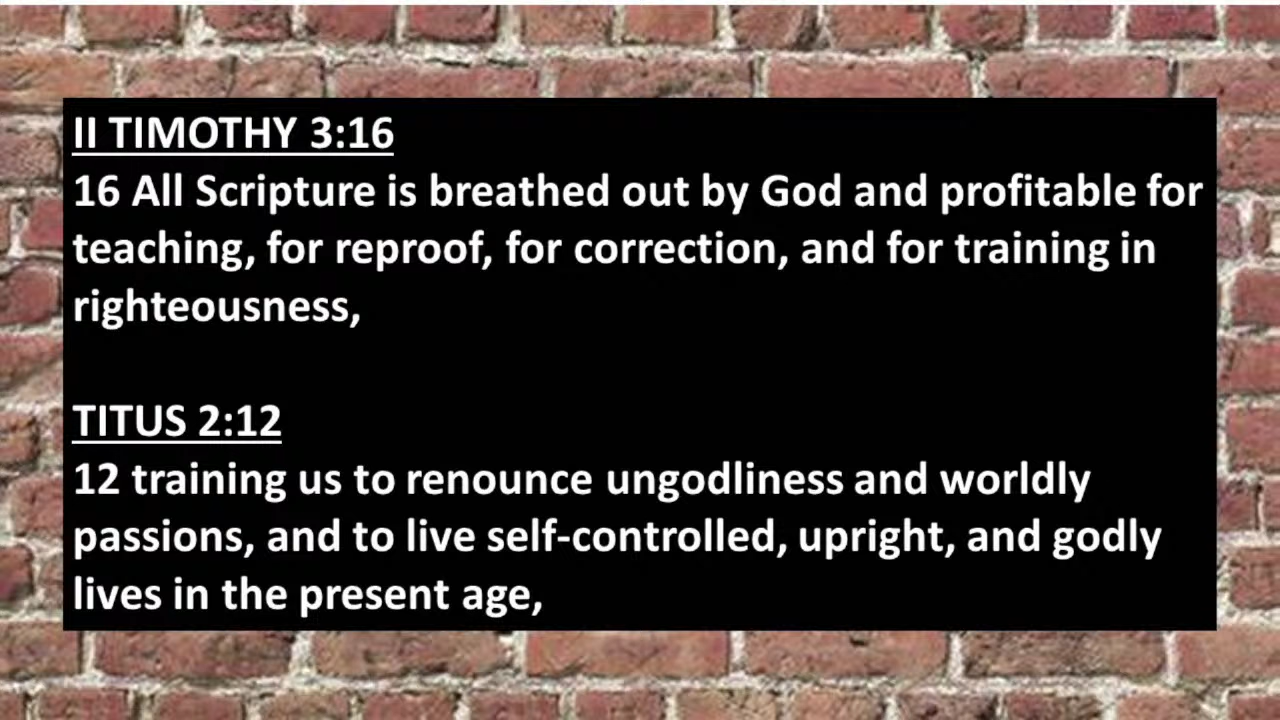 II TIMOTHY 3:16
16 All Scripture is breathed out by God and profitable for
teaching, for reproof, for correction, and for training in
righteousness,
TITUS 2:12
12 training us to renounce ungodliness and worldly
passions, and to live self-controlled, upright, and godly
lives in the present age,